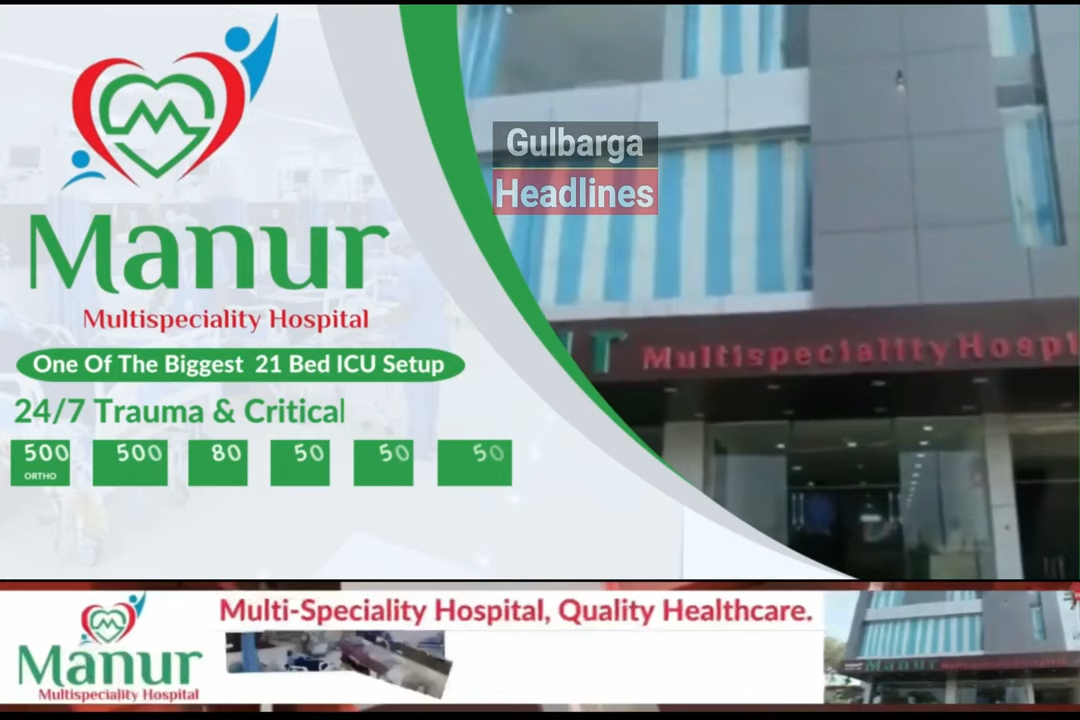 Manur
Multispeciality Hospital
One Of The Biggest 21 Bed ICU Setup
24/7 Trauma & Critical
500 500 80 50 50 50
ORTHO
Gulbarga
Headlines
Multispeciality Hospi
Manur
Multispeciality Hospital
Multi-Speciality Hospital, Quality Healthcare.
Manur